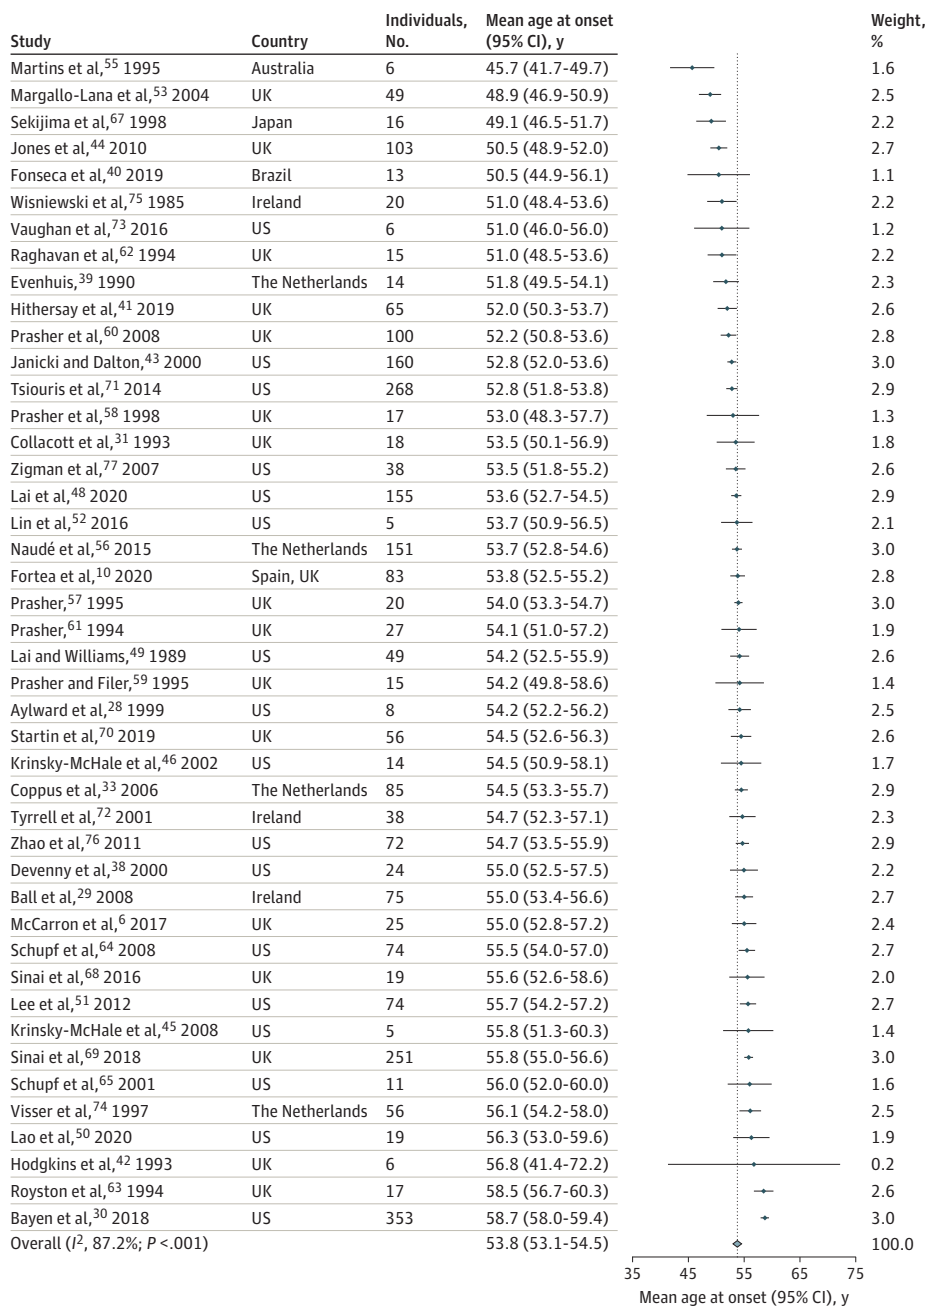 Study Country Individuals, No. Mean age at onset (95% CI), y Weight, %
Martins et al,55 1995 Australia 6 45.7 (41.7-49.7) 1.6
Margallo-Lana et al,53 2004 UK 49 48.9 (46.9-50.9) 2.5
Sekijima et al,67 1998 Japan 16 49.1 (46.5-51.7) 2.2
Jones et al,44 2010 UK 103 50.5 (48.9-52.0) 2.7
Fonseca et al,40 2019 Brazil 13 50.5 (44.9-56.1) 1.1
Wisniewski et al,75 1985 Ireland 20 51.0 (48.4-53.6) 2.2
Vaughan et al,73 2016 US 6 51.0 (46.0-56.0) 1.2
Raghavan et al,62 1994 UK 15 51.0 (48.5-53.6) 2.2
Evenhuis,39 1990 The Netherlands 14 51.8 (49.5-54.1) 2.3
Hithersay et al,41 2019 UK 65 52.0 (50.3-53.7) 2.6
Prasher et al,60 2008 UK 100 52.2 (50.8-53.6) 2.8
Janicki and Dalton,43 2000 US 160 52.8 (52.0-53.6) 3.0
Tsiouris et al,71 2014 US 268 52.8 (51.8-53.8) 2.9
Prasher et al,58 1998 UK 17 53.0 (48.3-57.7) 1.3
Collacott et al,31 1993 UK 18 53.5 (50.1-56.9) 1.8
Zigman et al,77 2007 US 38 53.5 (51.8-55.2) 2.6
Lai et al,48 2020 US 155 53.6 (52.7-54.5) 2.9
Lin et al,52 2016 US 5 53.7 (50.9-56.5) 2.1
Naudé et al,56 2015 The Netherlands 151 53.7 (52.8-54.6) 3.0
Fortea et al,10 2020 Spain, UK 83 53.8 (52.5-55.2) 2.8
Prasher,57 1995 UK 20 54.0 (53.3-54.7) 3.0
Prasher,61 1994 UK 27 54.1 (51.0-57.2) 1.9
Lai and Williams,49 1989 US 49 54.2 (52.5-55.9) 2.6
Prasher and Filer,59 1995 UK 15 54.2 (49.8-58.6) 1.4
Aylward et al,28 1999 US 8 54.2 (52.2-56.2) 2.5
Startin et al,70 2019 UK 56 54.5 (52.6-56.3) 2.6
Krinsky-McHale et al,46 2002 US 14 54.5 (50.9-58.1) 1.7
Coppus et al,33 2006 The Netherlands 85 54.5 (53.3-55.7) 2.9
Tyrrell et al,72 2001 Ireland 38 54.7 (52.3-57.1) 2.3
Zhao et al,76 2011 US 72 54.7 (53.5-55.9) 2.9
Devenny et al,38 2000 US 24 55.0 (52.5-57.5) 2.2
Ball et al,29 2008 Ireland 75 55.0 (53.4-56.6) 2.7
McCarron et al,6 2017 UK 25 55.0 (52.8-57.2) 2.4
Schupf et al,64 2008 US 74 55.5 (54.0-57.0) 2.7
Sinai et al,68 2016 UK 19 55.6 (52.6-58.6) 2.0
Lee et al,51 2012 US 74 55.7 (54.2-57.2) 2.7
Krinsky-McHale et al,45 2008 US 5 55.8 (51.3-60.3) 1.4
Sinai et al,69 2018 UK 251 55.8 (55.0-56.6) 3.0
Schupf et al,65 2001 US 11 56.0 (52.0-60.0) 1.6
Visser et al,74 1997 The Netherlands 56 56.1 (54.2-58.0) 2.5
Lao et al,50 2020 US 19 56.3 (53.0-59.6) 1.9
Hodgkins et al,42 1993 UK 6 56.8 (41.4-72.2) 0.2
Royston et al,63 1994 UK 17 58.5 (56.7-60.3) 2.6
Bayen et al,30 2018 US 353 58.7 (58.0-59.4) 3.0
Overall (I2, 87.2%; P <.001) 53.8 (53.1-54.5) 100.0
35 45 55 65 75
Mean age at onset (95% CI), y